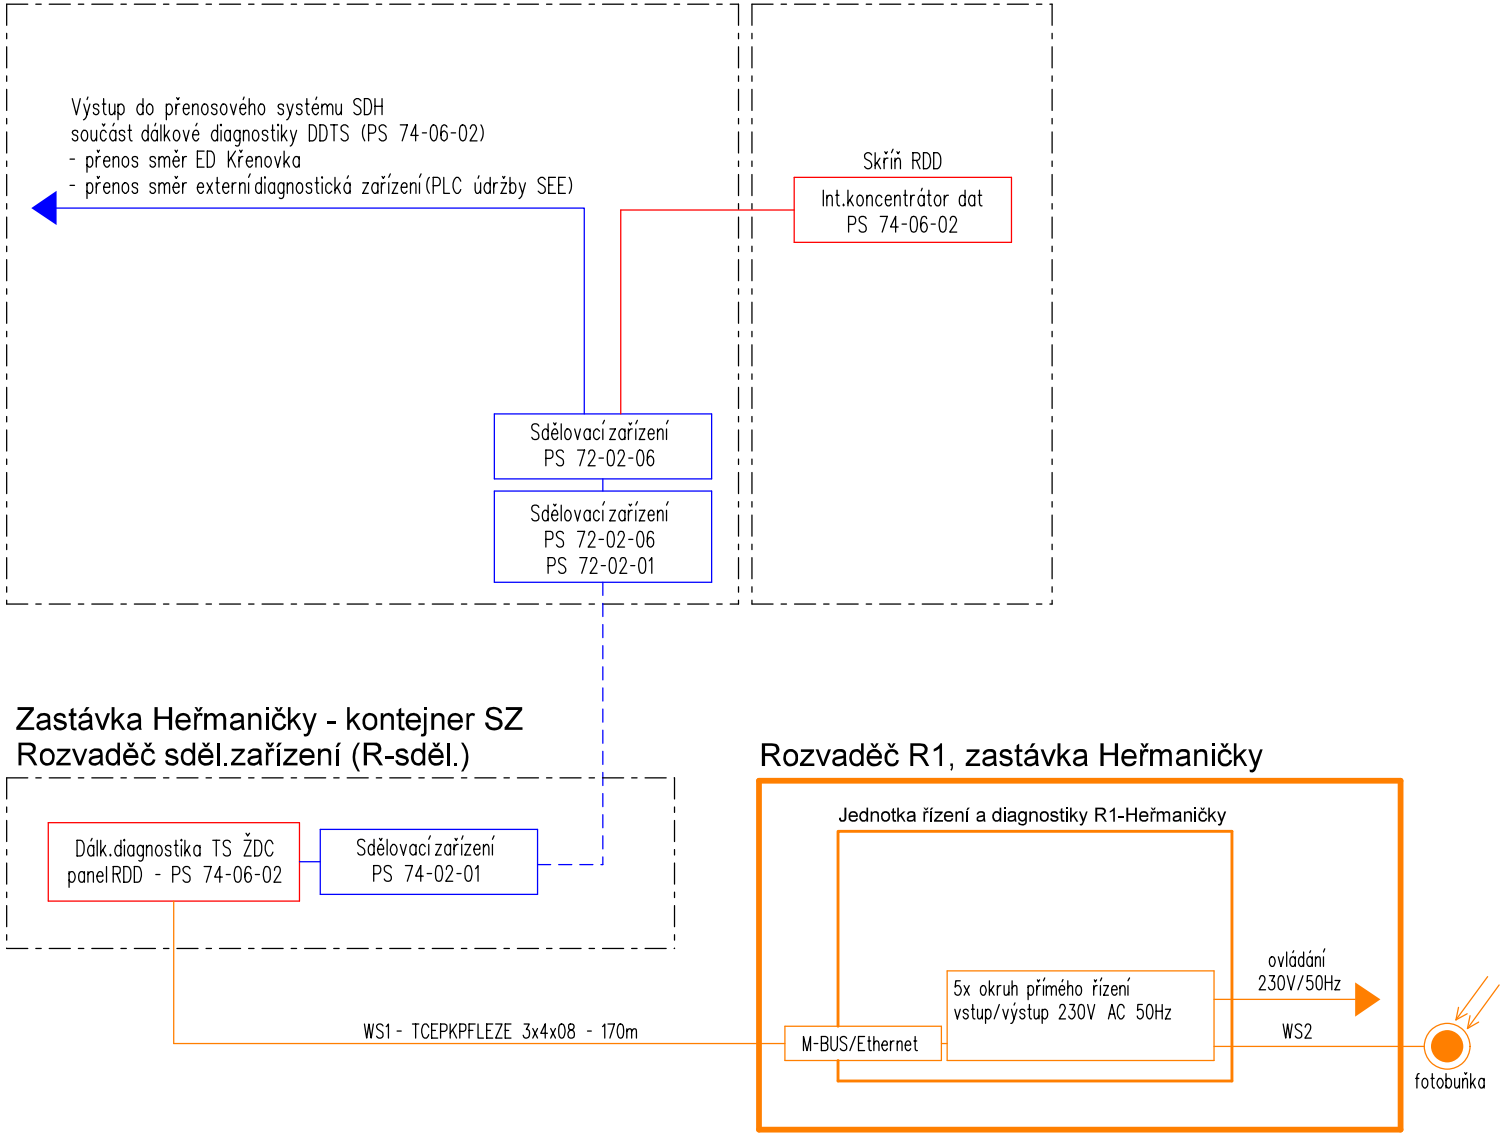 Výstup do přenosového systému SDH
součást dálkové diagnostiky DDTS (PS 74-06-02)
- přenos směr ED Křenovka
- přenos směr externí diagnostická zařízení (PLC údržby SEE)
Skříň RDD
Int.koncentrátor dat
PS 74-06-02
Sdělovací zařízení
PS 72-02-06
Sdělovací zařízení
PS 72-02-06
PS 72-02-01
Zastávka Heřmaničky - kontejner SZ
Rozvaděč sděl.zařízení (R-sděl.)
Dálk.diagnostika TS ŽDC
panel RDD - PS 74-06-02
Sdělovací zařízení
PS 74-02-01
Rozvaděč R1, zastávka Heřmaničky
Jednotka řízení a diagnostiky R1-Heřmaničky
5x okruh přímého řízení
vstup/výstup 230V AC 50Hz
ovládání
230V/50Hz
WS1 - TCEPKPFLEZE 3x4x08 - 170m
M-BUS/Ethernet
WS2
fotobuňka